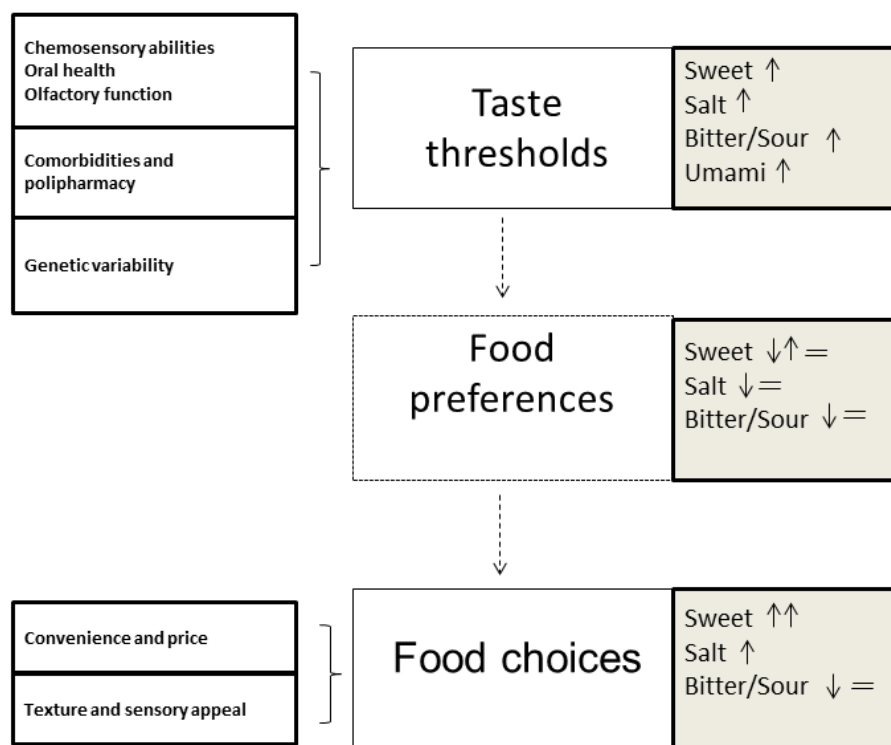 Chemosensory abilities
Oral health
Olfactory function
Comorbidities and
polipharmacy
Genetic variability
Taste
thresholds
Sweet ↑
Salt ↑
Bitter/Sour ↑
Umami ↑
Food
preferences
Sweet ↓↑=
Salt ↓=
Bitter/Sour ↓=
Convenience and price
Texture and sensory appeal
Food choices
Sweet ↑↑
Salt ↑
Bitter/Sour ↓ =